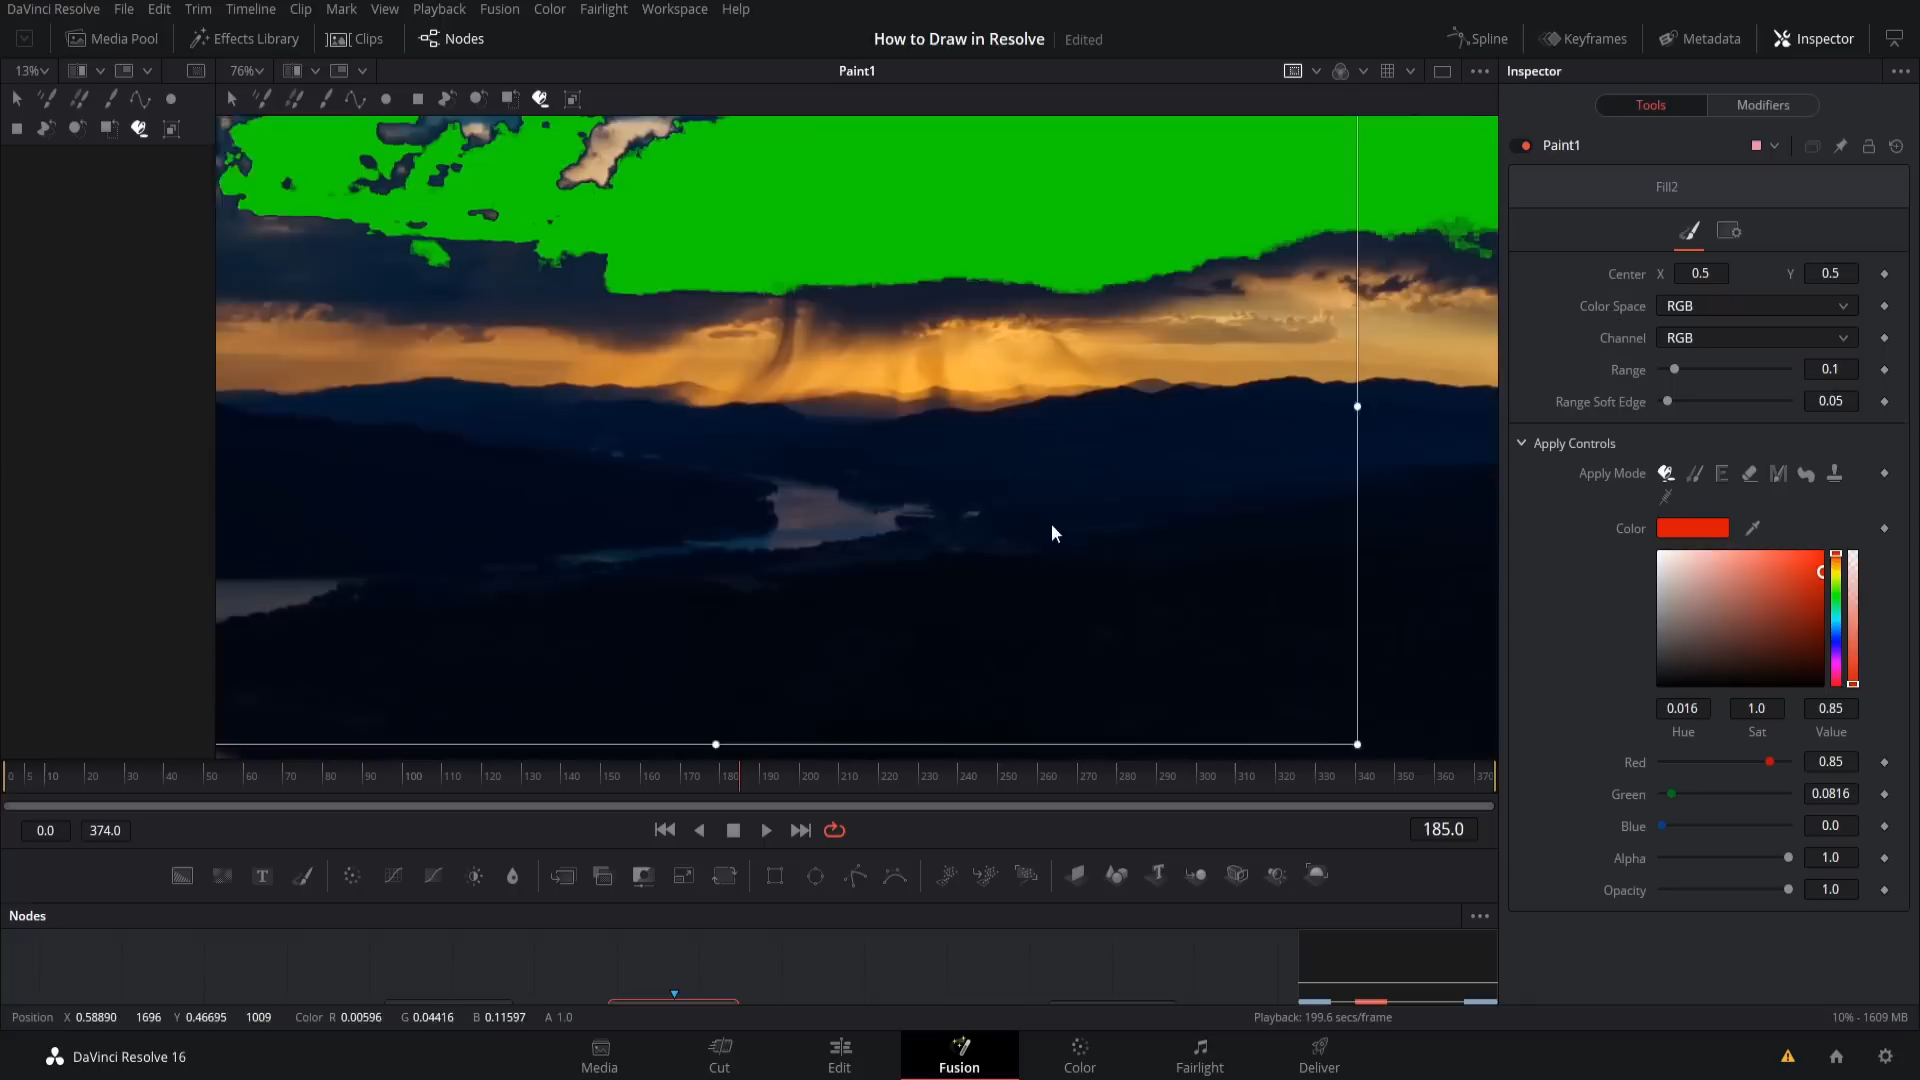 DaVinci Resolve File Edit Trim Timeline Clip Mark View Playback Fusion Color Fairlight Workspace Help
Media Pool Effects Library Clips Nodes How to Draw in Resolve Edited Spline Keyframes Metadata Inspector
13% 76% Paint1 Inspector
Tools Modifiers
Paint1
Fill2
Center X 0.5 Y 0.5
Color Space RGB
Channel RGB
Range 0.1
Range Soft Edge 0.05
Apply Controls
Apply Mode
Color
0.016 1.0 0.85
Hue Sat Value
Red 0.85
Green 0.0816
Blue 0.0
Alpha 1.0
Opacity 1.0
0 5 10 20 30 40 50 60 70 80 90 100 110 120 130 140 150 160 170 180 190 200 210 220 230 240 250 260 270 280 290 300 310 320 330 340 350 360 370
0.0 374.0 185.0
T T
Nodes
Position X 0.58890 1696 Y 0.46695 1009 Color R 0.00596 G 0.04416 B 0.11597 A 1.0 Playback: 199.6 secs/frame 10% - 1609 MB
DaVinci Resolve 16 Media Cut Edit Fusion Color Fairlight Deliver